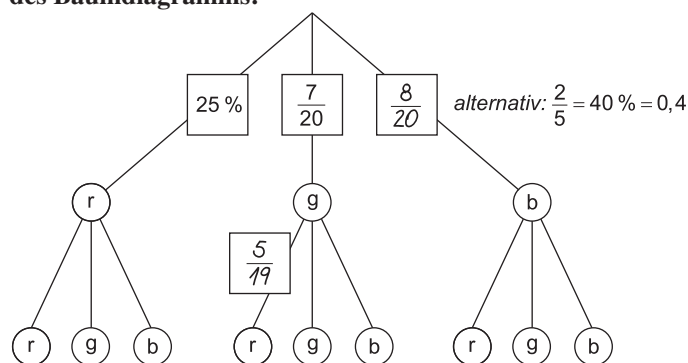 des Baumdiagramms?
25 % 7/20 8/20 alternativ: 2/5 = 40 % = 0,4
r g b
5/19
r g b r g b r g b